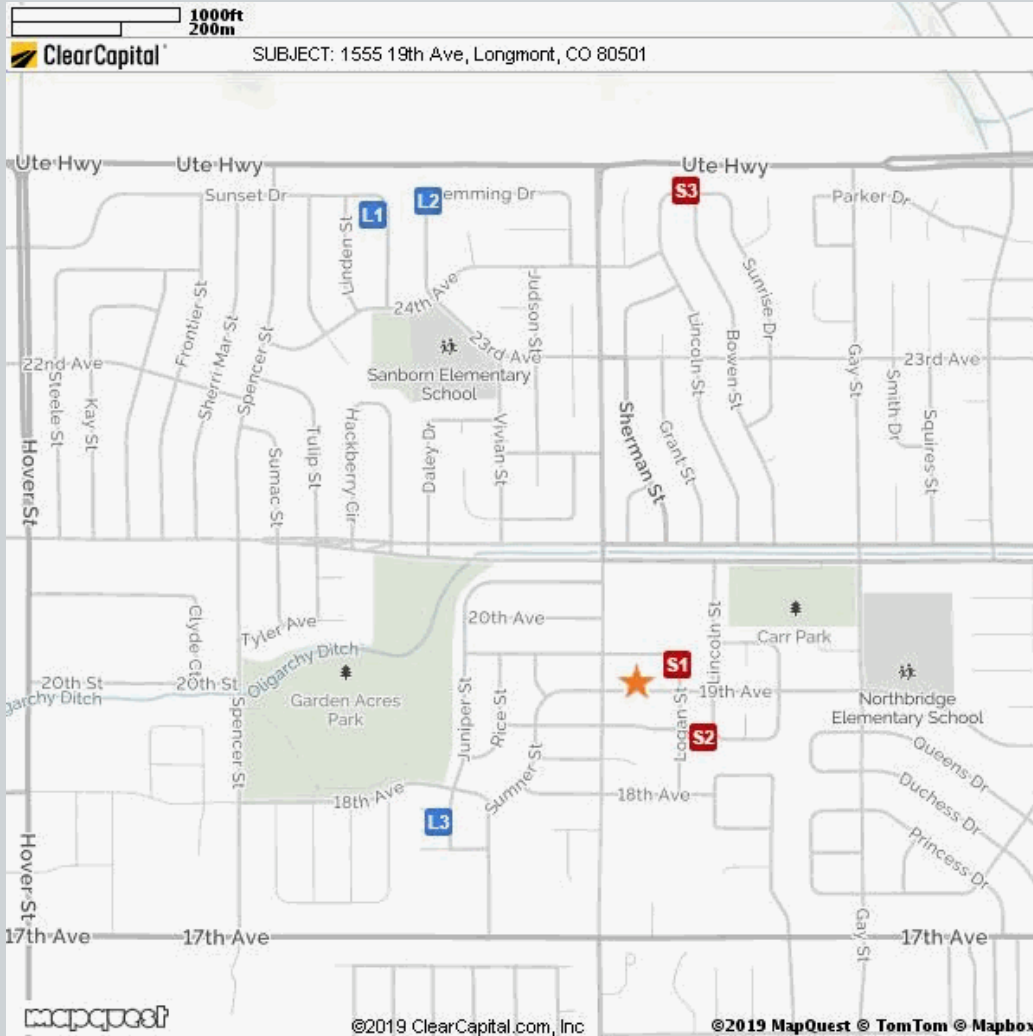 1000ft
200m
ClearCapital
SUBJECT: 1555 19th Ave, Longmont, CO 80501
Ute Hwy
Ute Hwy
Ute Hwy
Sunset Dr
L1
L2
emming Dr
S3
Parker Dr
Linden St
24th Ave
Judson St
Sunrise Dr
Frontier St
Sherri Mar St
Spencer St
22nd Ave
23rd Ave
Lincoln St
Bowen St
Gay St
23rd Ave
Sanborn Elementary
School
Steele St
Kay St
Smith Dr
Squires St
Hover St
Sumac St
Tulip St
Hackberry Cir
Daley Dr
Vivian St
Sherman St
Grant St
Clyde Ct
Tyler Ave
20th Ave
Lincoln St
Carr Park
Oligarchy Ditch
20th St
20th St
garchy Ditch
Garden Acres
Park
Spencer St
Juniper St
Rice St
S1
19th Ave
Logan St
S2
Northbridge
Elementary School
Queens Dr
Sumner St
18th Ave
18th Ave
Duchess Dr
L3
Princess Dr
Hover St
17th Ave
17th Ave
Gay St
17th Ave
mapquest
©2019 ClearCapital.com, Inc
©2019 MapQuest © TomTom © Mapbox